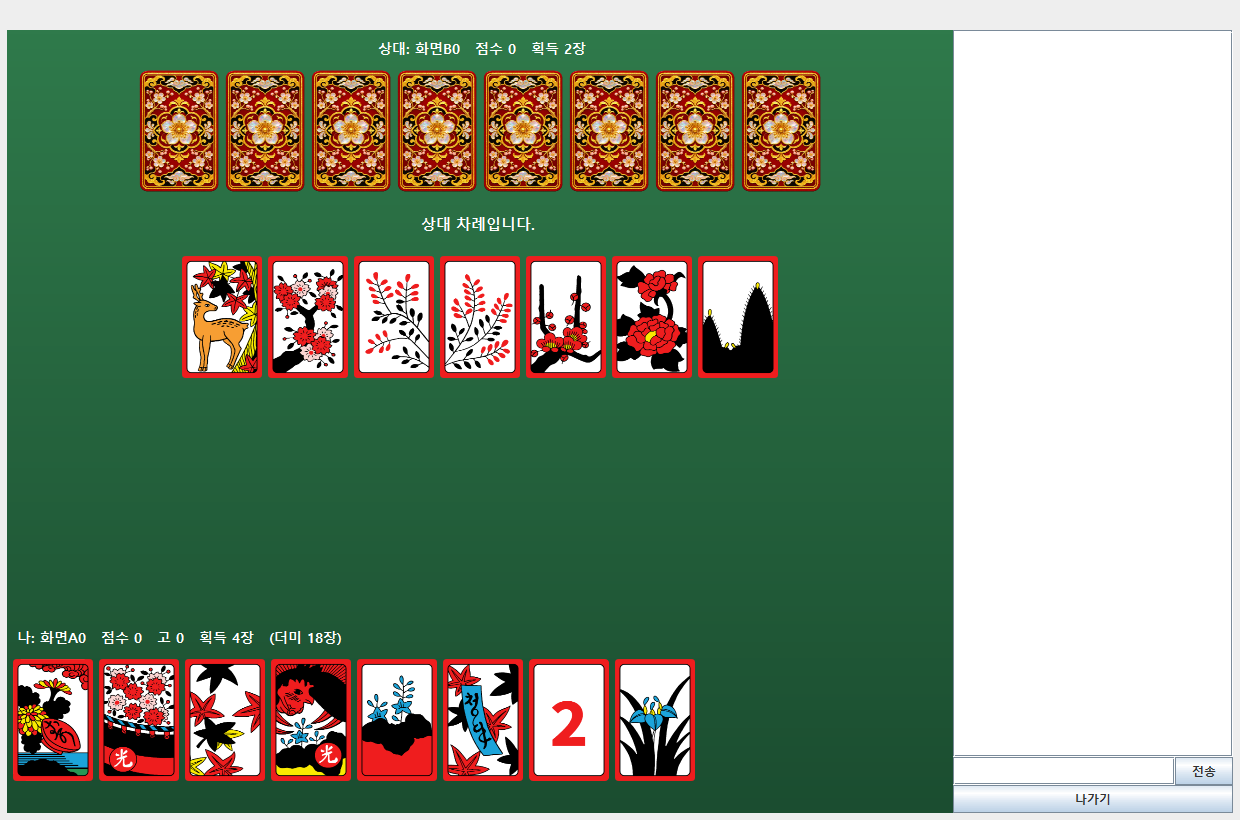 상대: 화면B0 점수 0 획득 2장
상대 차례입니다.
나: 화면A0 점수 0 고 0 획득 4장 (더미 18장)
光
光
청단
2
전송
나가기